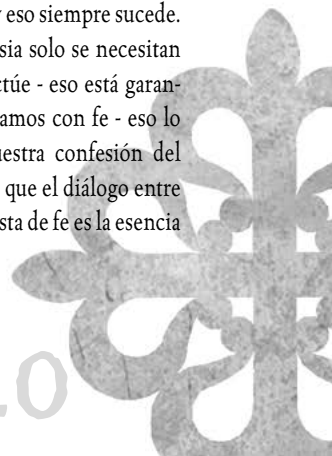 y eso siempre sucede.
sia solo se necesitan
ctúe - eso está garan-
amos con fe - eso lo
uestra confesión del
que el diálogo entre
sta de fe es la esencia
LO